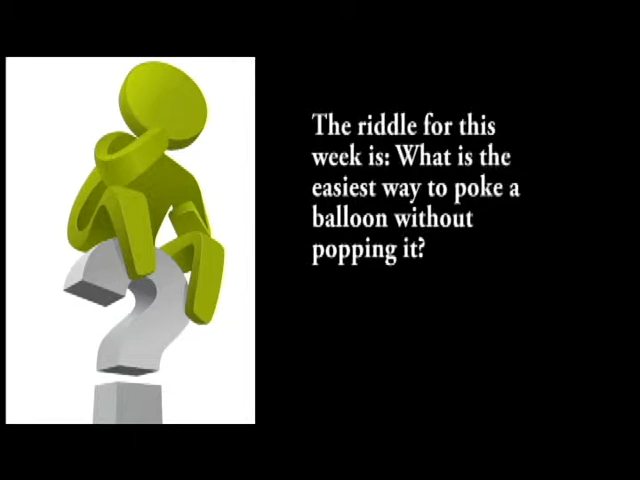 The riddle for this
week is: What is the
easiest way to poke a
balloon without
popping it?